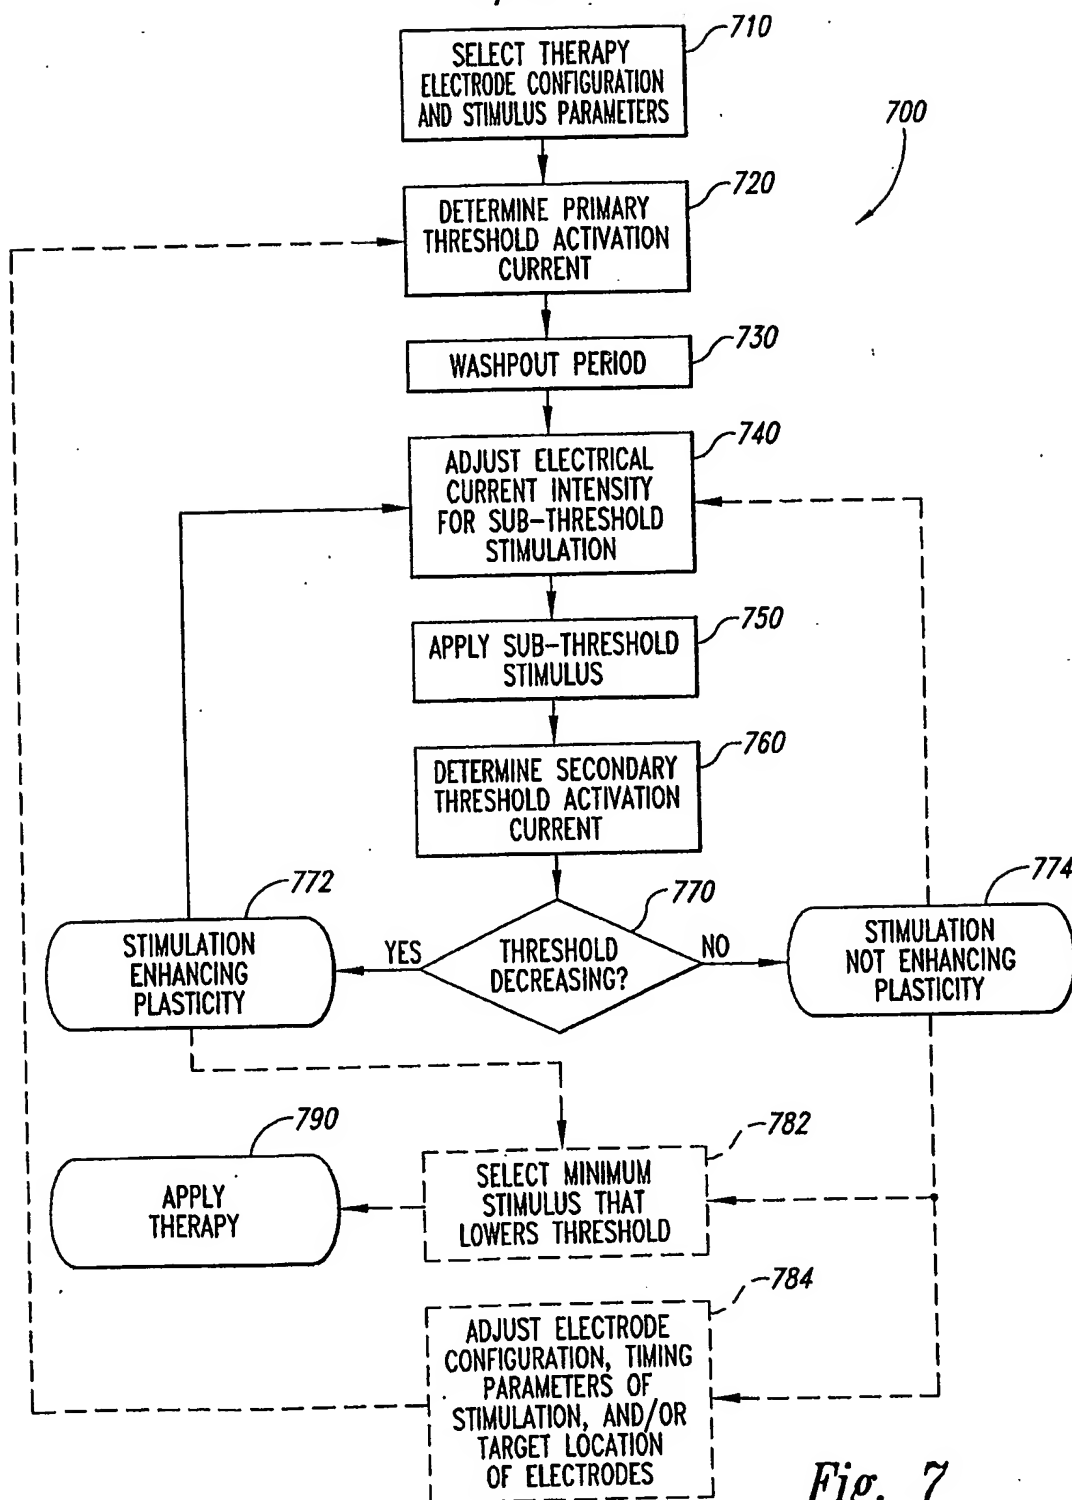 710
SELECT THERAPY
ELECTRODE CONFIGURATION
AND STIMULUS PARAMETERS
700
720
DETERMINE PRIMARY
THRESHOLD ACTIVATION
CURRENT
730
WASHPOUT PERIOD
740
ADJUST ELECTRICAL
CURRENT INTENSITY
FOR SUB-THRESHOLD
STIMULATION
750
APPLY SUB-THRESHOLD
STIMULUS
760
DETERMINE SECONDARY
THRESHOLD ACTIVATION
CURRENT
772
STIMULATION
ENHANCING
PLASTICITY
YES
770
THRESHOLD
DECREASING?
NO
774
STIMULATION
NOT ENHANCING
PLASTICITY
790
APPLY
THERAPY
782
SELECT MINIMUM
STIMULUS THAT
LOWERS THRESHOLD
784
ADJUST ELECTRODE
CONFIGURATION, TIMING
PARAMETERS OF
STIMULATION, AND/OR
TARGET LOCATION
OF ELECTRODES
Fig. 7